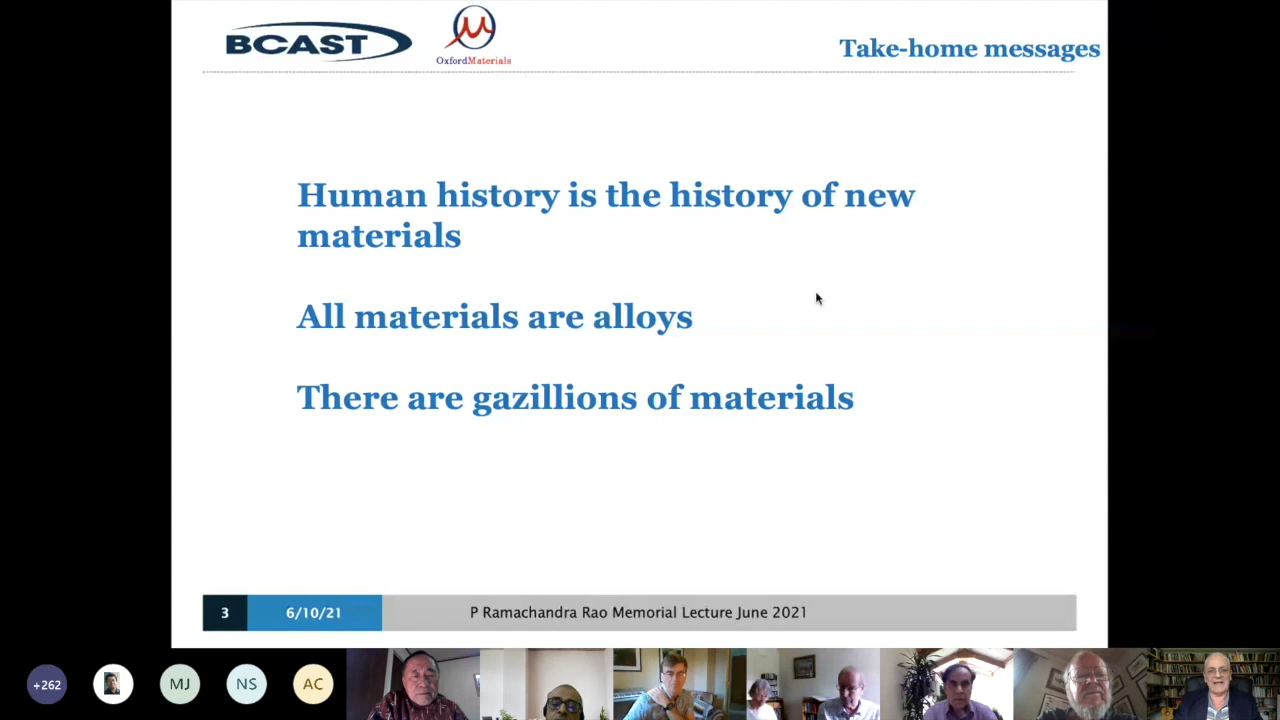 BCAST
OxfordMaterials
Take-home messages
Human history is the history of new
materials
All materials are alloys
There are gazillions of materials
3
6/10/21
P Ramachandra Rao Memorial Lecture June 2021
+262
MJ
NS
AC